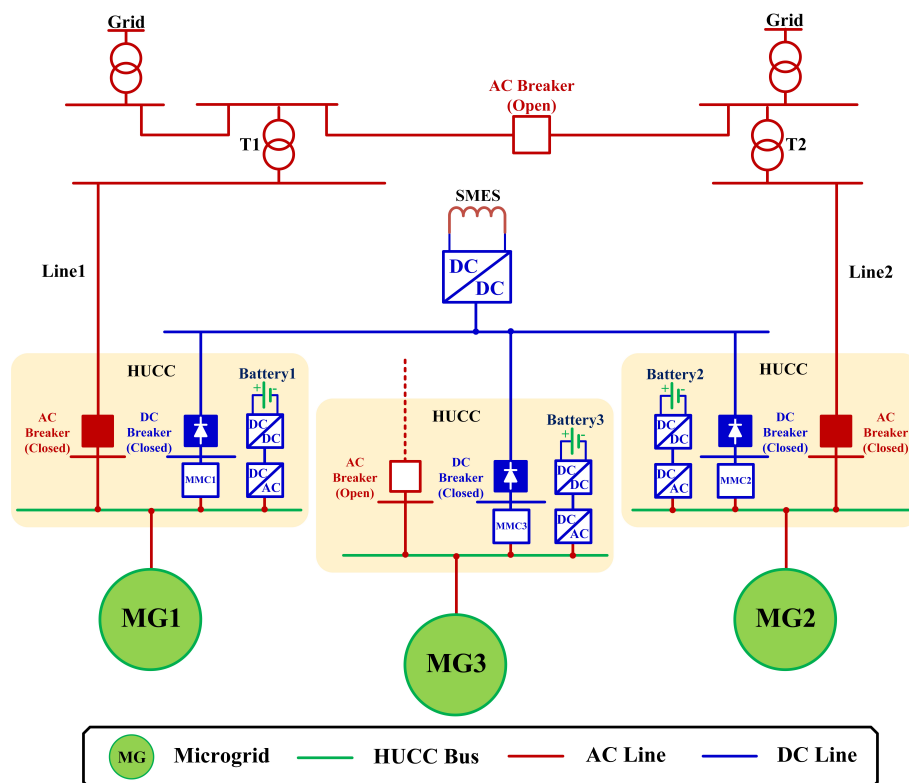 Grid
Grid
AC Breaker
(Open)
T1
T2
SMES
DC
DC
Line1
Line2
HUCC
Battery1
+ -
AC
Breaker
(Closed)
DC
Breaker
(Closed)
DC
DC
MMC1
DC
AC
HUCC
Battery3
+ -
AC
Breaker
(Open)
DC
Breaker
(Closed)
DC
DC
MMC3
DC
AC
HUCC
Battery2
+ -
DC
DC
DC
Breaker
(Closed)
AC
Breaker
(Closed)
DC
AC
MMC2
MG1
MG3
MG2
MG Microgrid HUCC Bus AC Line DC Line